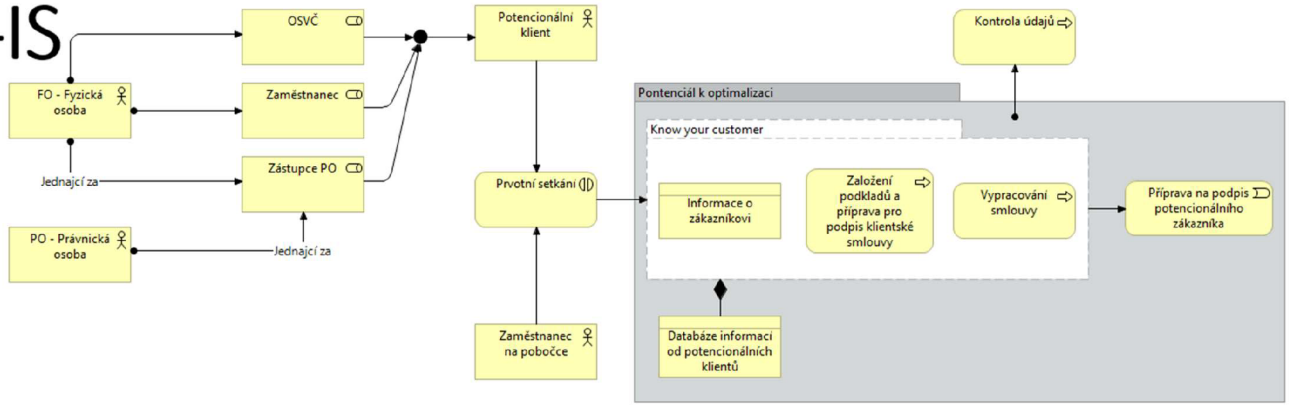 -IS
OSVČ
FO - Fyzická
osoba
Zaměstnanec
Zástupce PO
Jednajcí za
PO - Právnická
osoba
Jednajcí za
Potencionální
klient
Prvotní setkání
Zaměstnanec
na pobočce
Kontrola údajů
Pontenciál k optimalizaci
Know your customer
Informace o
zákazníkovi
Založení
podkladů a
příprava pro
podpis klientské
smlouvy
Vypracování
smlouvy
Příprava na podpis
potencionálního
zákazníka
Databáze informací
od potencionálních
klientů